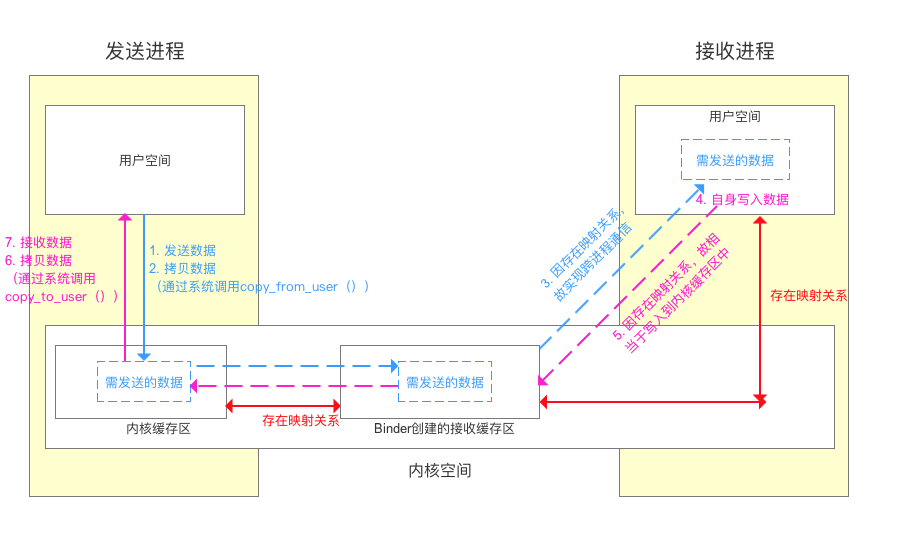 发送进程
接收进程
用户空间
用户空间
需发送的数据
4. 自身写入数据
7. 接收数据
6. 拷贝数据
（通过系统调用
copy_to_user（））
1. 发送数据
2. 拷贝数据
（通过系统调用copy_from_user（））
3. 因存在映射关系，
故实现跨进程通信
5. 因存在映射关系，故相
当于写入到内核缓存区中
存在映射关系
需发送的数据
需发送的数据
内核缓存区
存在映射关系
Binder创建的接收缓存区
内核空间